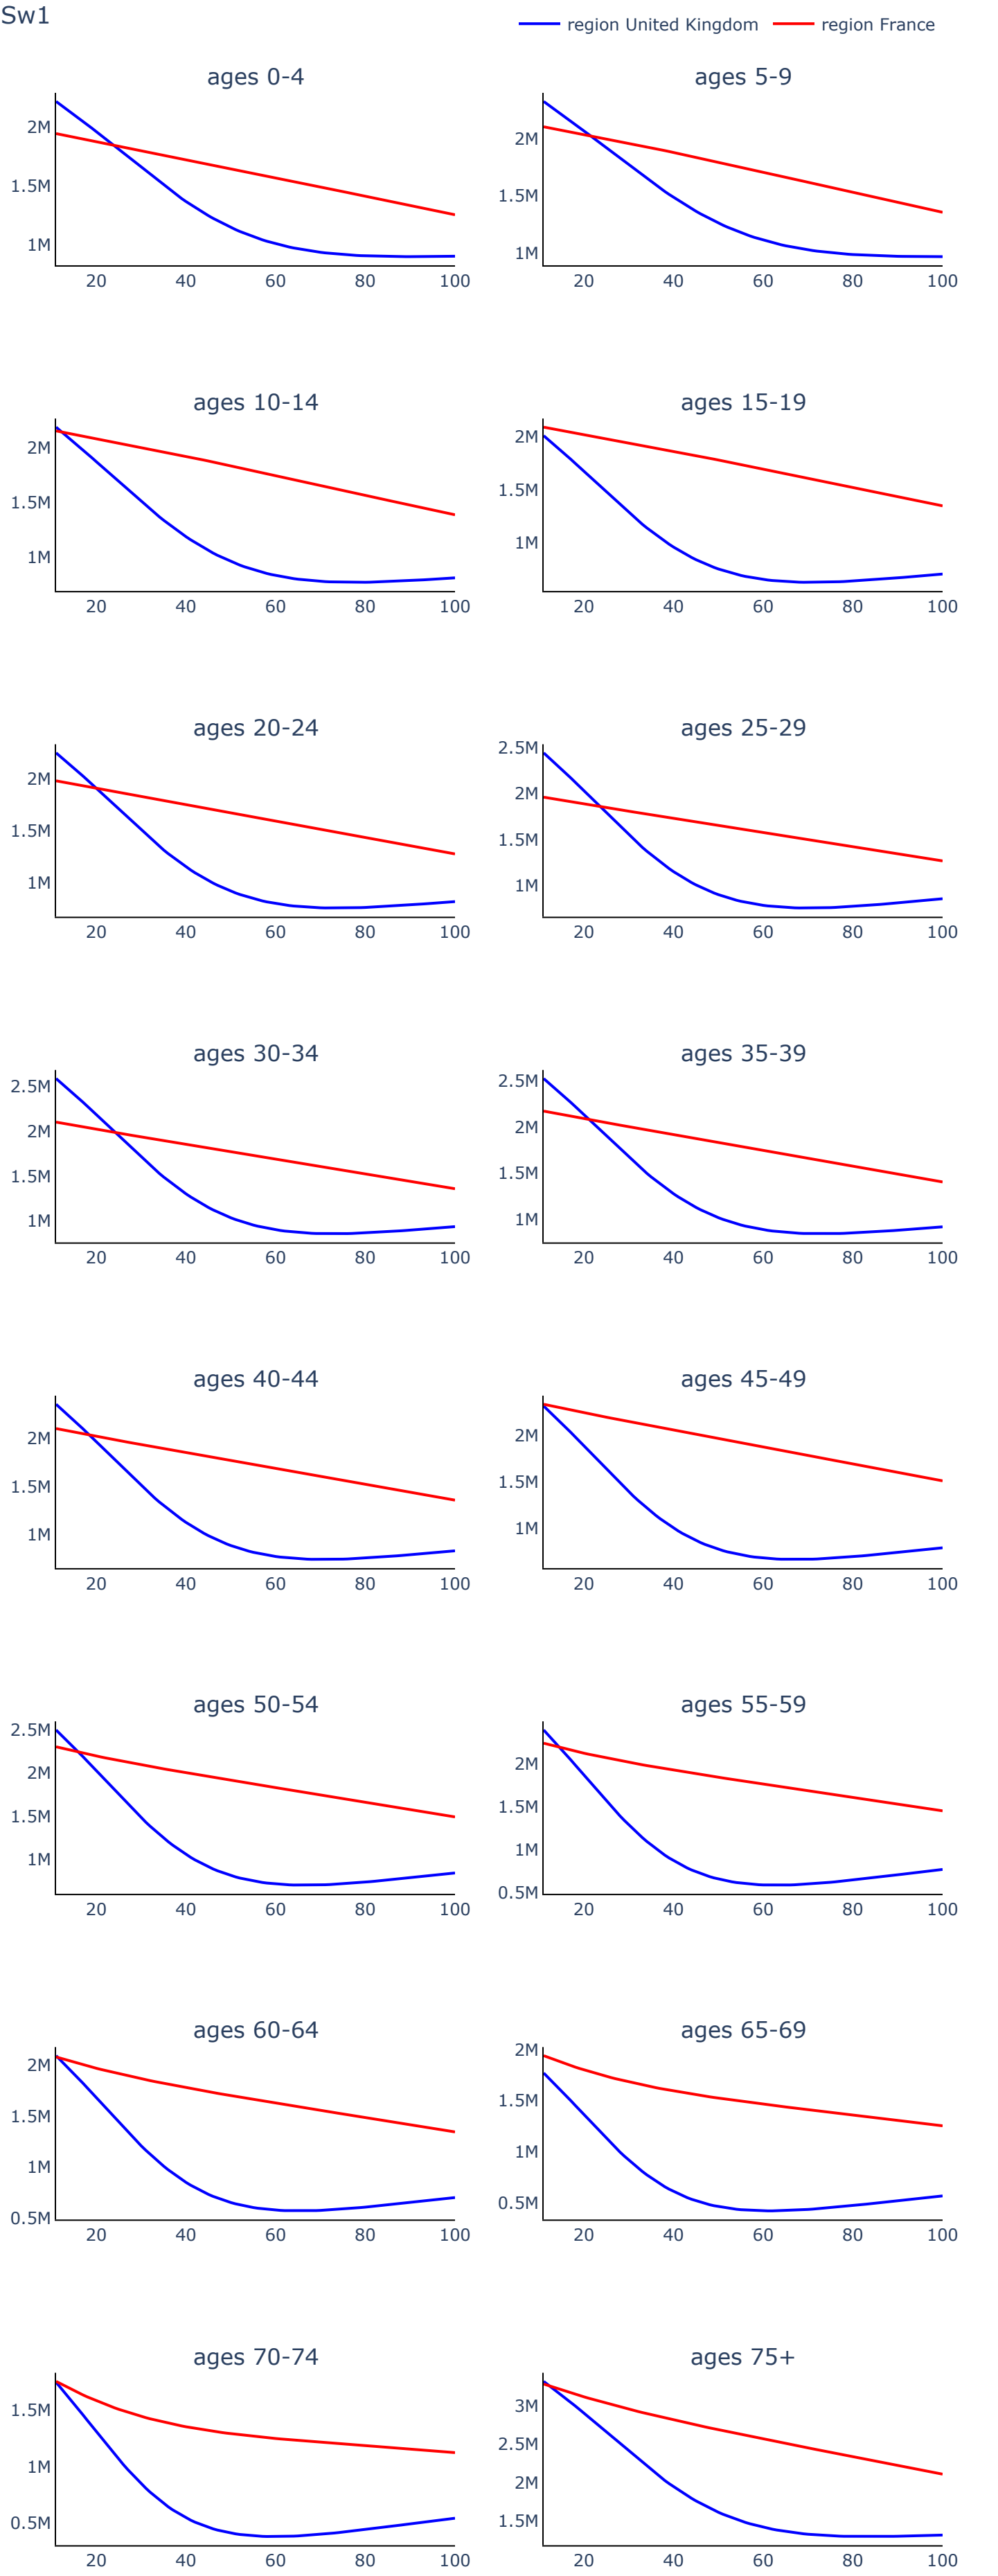 Sw1
region United Kingdom region France
ages 0-4 ages 5-9
2M
1.5M
1M
20 40 60 80 100
2M
1.5M
1M
20 40 60 80 100
ages 10-14 ages 15-19
2M
1.5M
1M
20 40 60 80 100
2M
1.5M
1M
20 40 60 80 100
ages 20-24 ages 25-29
2M
1.5M
1M
20 40 60 80 100
2.5M
2M
1.5M
1M
20 40 60 80 100
ages 30-34 ages 35-39
2.5M
2M
1.5M
1M
20 40 60 80 100
2.5M
2M
1.5M
1M
20 40 60 80 100
ages 40-44 ages 45-49
2M
1.5M
1M
20 40 60 80 100
2M
1.5M
1M
20 40 60 80 100
ages 50-54 ages 55-59
2.5M
2M
1.5M
1M
20 40 60 80 100
2M
1.5M
1M
0.5M
20 40 60 80 100
ages 60-64 ages 65-69
2M
1.5M
1M
0.5M
20 40 60 80 100
2M
1.5M
1M
0.5M
20 40 60 80 100
ages 70-74 ages 75+
1.5M
1M
0.5M
20 40 60 80 100
3M
2.5M
2M
1.5M
20 40 60 80 100